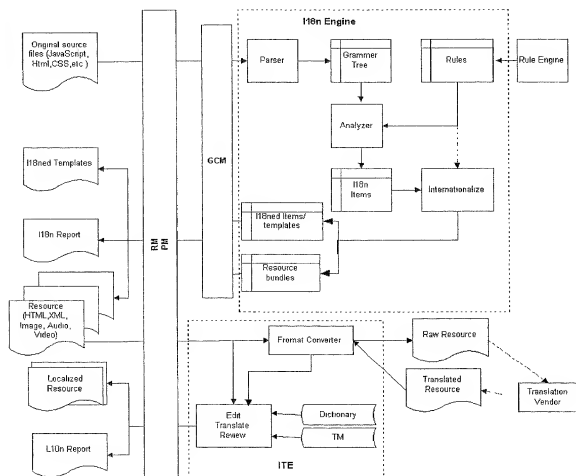 I18n Engine
Original source
files (JavaScript,
Html,CSS,etc )
Parser
Grammer
Tree
Rules
Rule Engine
Analyzer
GCM
I18ned Templates
I18n
Items
Internationalize
I18ned Items/
templates
I18n Report
RM
PM
Resource
bundles
Resource
(HTML,XML,
Image, Audio,
Video)
Fromat Converter
Raw Resource
Localized
Resource
Translated
Resource
Translation
Vendor
Edit
Translate
Review
Dictionary
TM
L10n Report
ITE